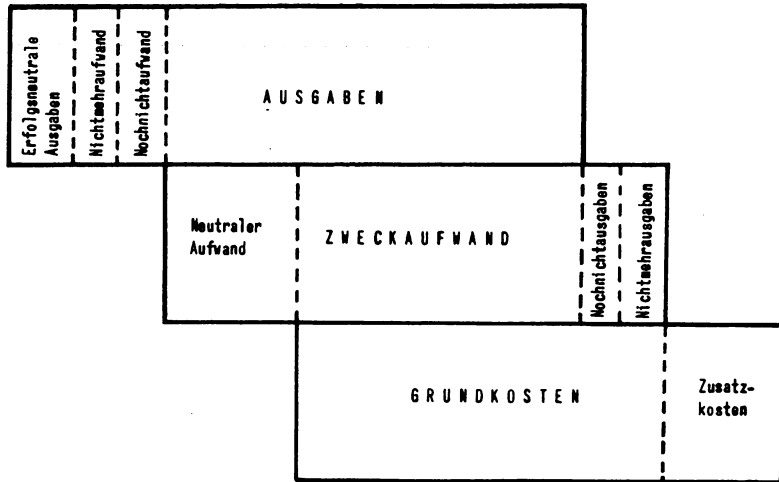 Erfolgsneutrale
Ausgaben
Nichtmehraufwand
Nochnichtaufwand
AUSGABEN
Neutraler
Aufwand
ZWECKAUFWAND
Nochnichtausgaben
Nichtmehrausgaben
GRUNDKOSTEN
Zusatz-
kosten